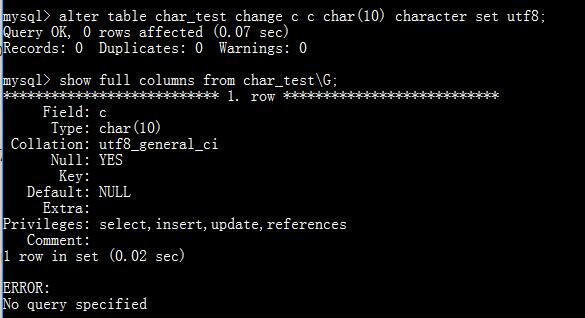 mysql> alter table char_test change c c char(10) character set utf8;
Query OK, 0 rows affected (0.07 sec)
Records: 0  Duplicates: 0  Warnings: 0
mysql> show full columns from char_test\G;
*************************** 1. row ***************************
Field: c
Type: char(10)
Collation: utf8_general_ci
Null: YES
Key:
Default: NULL
Extra:
Privileges: select,insert,update,references
Comment:
1 row in set (0.02 sec)
ERROR:
No query specified